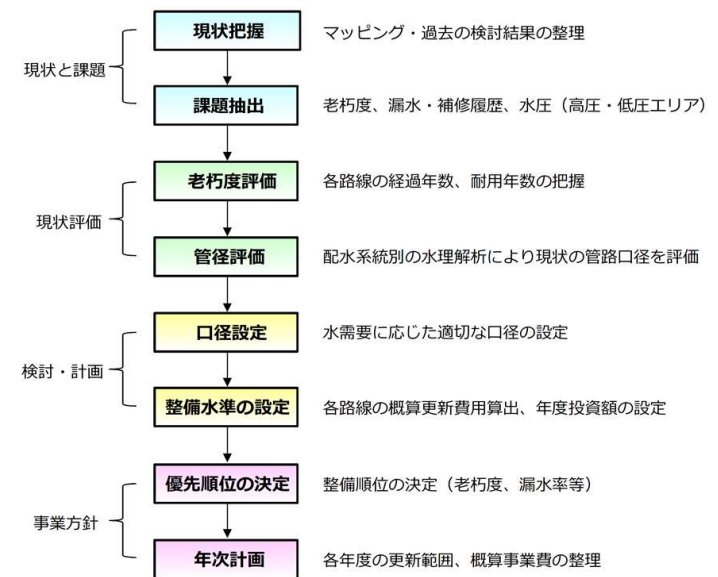 現状把握 マッピング・過去の検討結果の整理
現状と課題
課題抽出 老朽度、漏水・補修履歴、水圧（高圧・低圧エリア）
老朽度評価 各路線の経過年数、耐用年数の把握
現状評価
管径評価 配水系統別の水理解析により現状の管路口径を評価
口径設定 水需要に応じた適切な口径の設定
検討・計画
整備水準の設定 各路線の概算更新費用算出、年度投資額の設定
優先順位の決定 整備順位の決定（老朽度、漏水率等）
事業方針
年次計画 各年度の更新範囲、概算事業費の整理